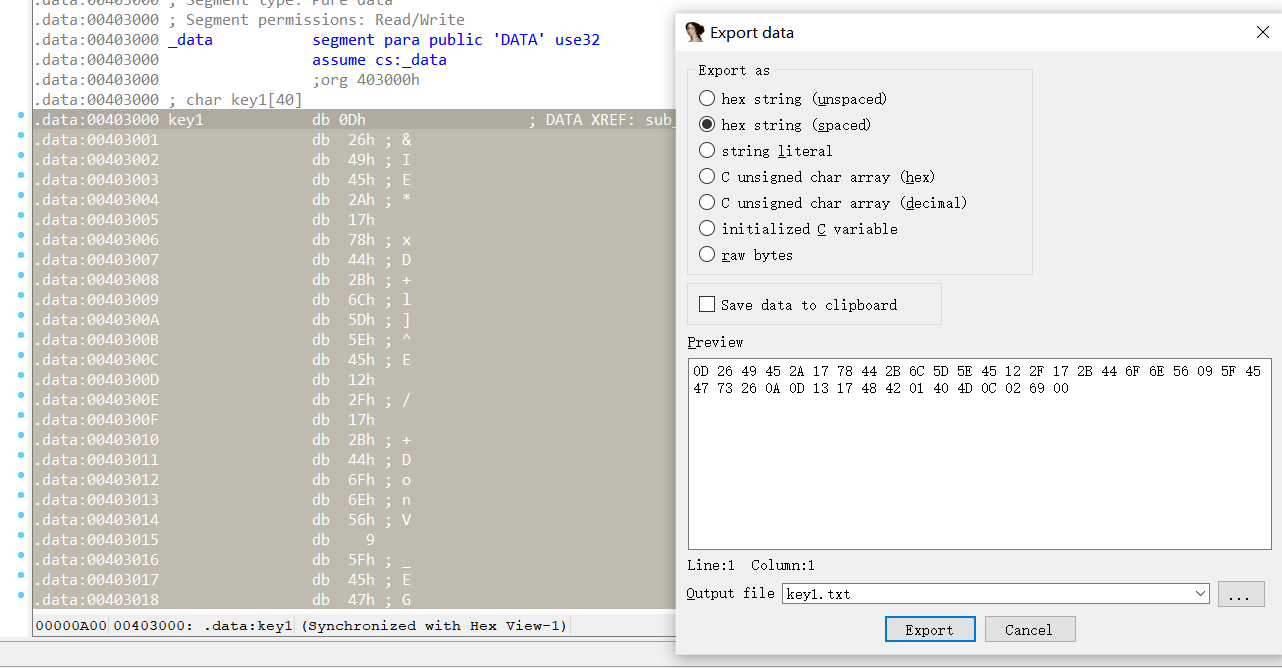 .data:00403000 ; Segment type: Pure data
.data:00403000 ; Segment permissions: Read/Write
.data:00403000 _data segment para public 'DATA' use32
.data:00403000 assume cs:_data
.data:00403000 ;org 403000h
.data:00403000 ; char key1[40]
.data:00403000 key1 db 0Dh ; DATA XREF: sub_
.data:00403001 db 26h ; &
.data:00403002 db 49h ; I
.data:00403003 db 45h ; E
.data:00403004 db 2Ah ; *
.data:00403005 db 17h
.data:00403006 db 78h ; x
.data:00403007 db 44h ; D
.data:00403008 db 2Bh ; +
.data:00403009 db 6Ch ; l
.data:0040300A db 5Dh ; ]
.data:0040300B db 5Eh ; ^
.data:0040300C db 45h ; E
.data:0040300D db 12h
.data:0040300E db 2Fh ; /
.data:0040300F db 17h
.data:00403010 db 2Bh ; +
.data:00403011 db 44h ; D
.data:00403012 db 6Fh ; o
.data:00403013 db 6Eh ; n
.data:00403014 db 56h ; V
.data:00403015 db 9
.data:00403016 db 5Fh ; _
.data:00403017 db 45h ; E
.data:00403018 db 47h ; G
00000A00 00403000: .data:key1 (Synchronized with Hex View-1)
Export data
Export as
hex string (unspaced)
hex string (spaced)
string literal
C unsigned char array (hex)
C unsigned char array (decimal)
initialized C variable
raw bytes
Save data to clipboard
Preview
0D 26 49 45 2A 17 78 44 2B 6C 5D 5E 45 12 2F 17 2B 44 6F 6E 56 09 5F 45
47 73 26 0A 0D 13 17 48 42 01 40 4D 0C 02 69 00
Line:1 Column:1
Output file key1.txt ...
Export Cancel